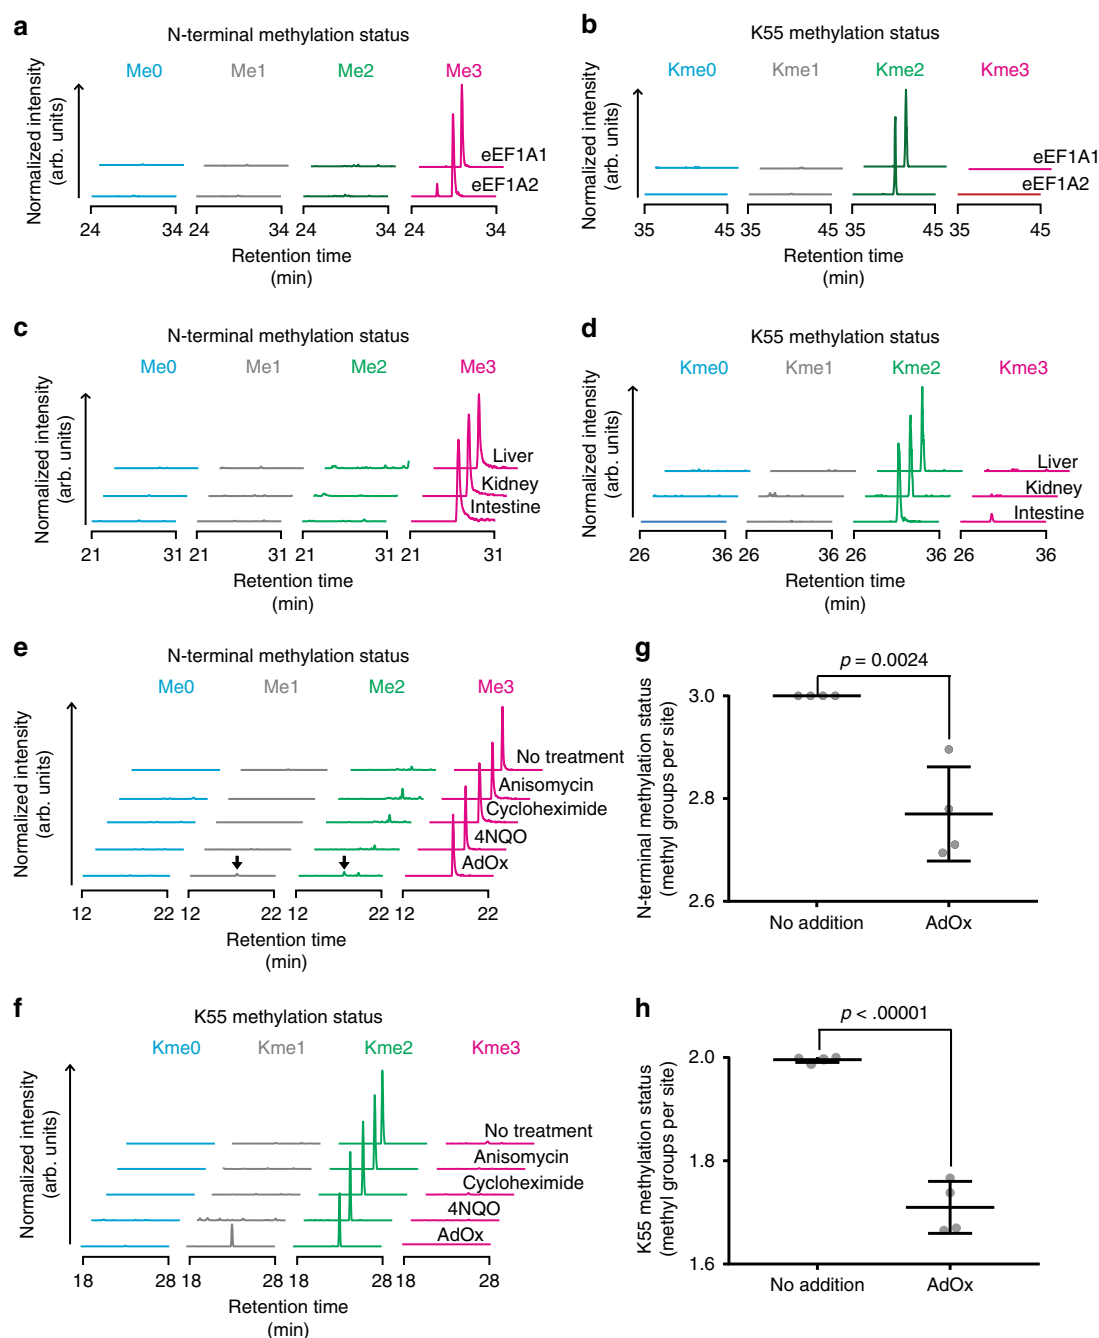 a
N-terminal methylation status
Me0 Me1 Me2 Me3
Normalized intensity
(arb. units)
eEF1A1
eEF1A2
24 34 24 34 24 34 24 34
Retention time
(min)
b
K55 methylation status
Kme0 Kme1 Kme2 Kme3
Normalized intensity
(arb. units)
eEF1A1
eEF1A2
35 45 35 45 35 45 35 45
Retention time
(min)
c
N-terminal methylation status
Me0 Me1 Me2 Me3
Normalized intensity
(arb. units)
Liver
Kidney
Intestine
21 31 21 31 21 31 21 31
Retention time
(min)
d
K55 methylation status
Kme0 Kme1 Kme2 Kme3
Normalized intensity
(arb. units)
Liver
Kidney
Intestine
26 36 26 36 26 36 26 36
Retention time
(min)
e
N-terminal methylation status
Me0 Me1 Me2 Me3
Normalized intensity
(arb. units)
No treatment
Anisomycin
Cycloheximide
4NQO
AdOx
12 22 12 22 12 22 12 22
Retention time
(min)
g
p = 0.0024
N-terminal methylation status
(methyl groups per site)
3.0
2.8
2.6
No addition AdOx
f
K55 methylation status
Kme0 Kme1 Kme2 Kme3
Normalized intensity
(arb. units)
No treatment
Anisomycin
Cycloheximide
4NQO
AdOx
18 28 18 28 18 28 18 28
Retention time
(min)
h
p < .00001
K55 methylation status
(methyl groups per site)
2.0
1.8
1.6
No addition AdOx